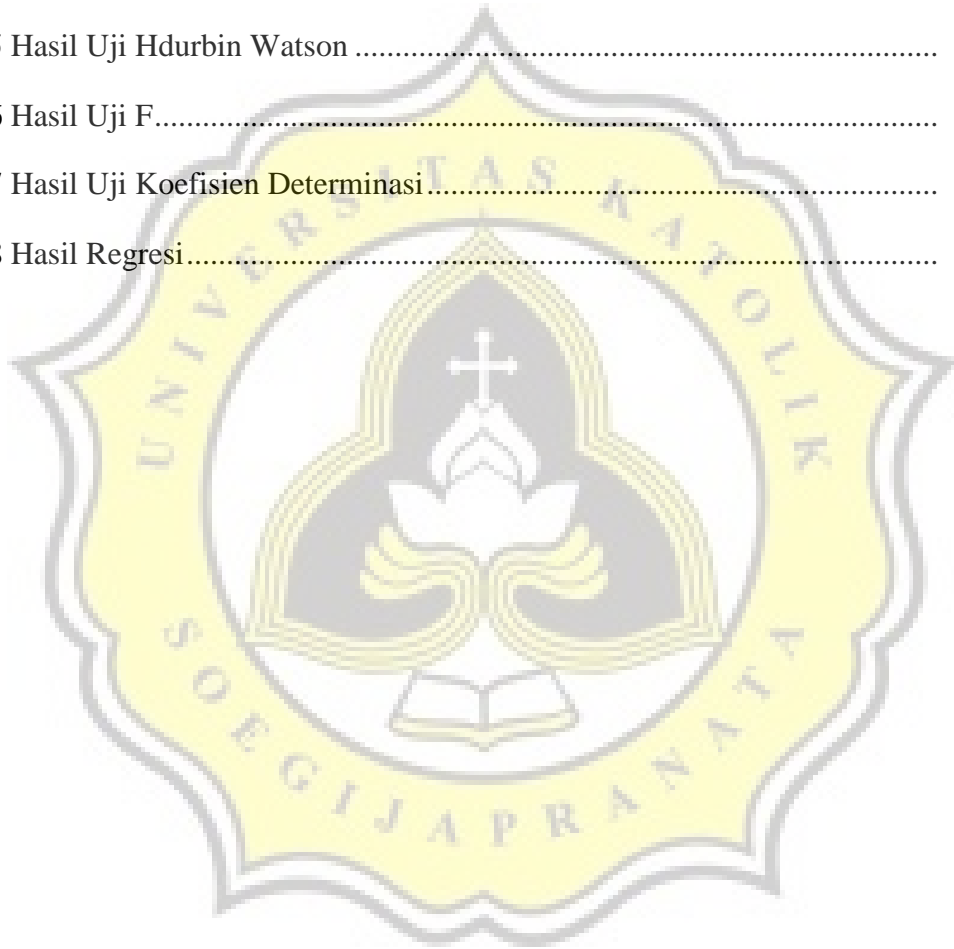 5 Hasil Uji Hdurbin Watson ..........................................................................
6 Hasil Uji F...................................................................................................
7 Hasil Uji Koefisien Determinasi.................................................................
8 Hasil Regresi...............................................................................................
UNIVERSITAS KATOLIK
SOEGIJAPRANATA